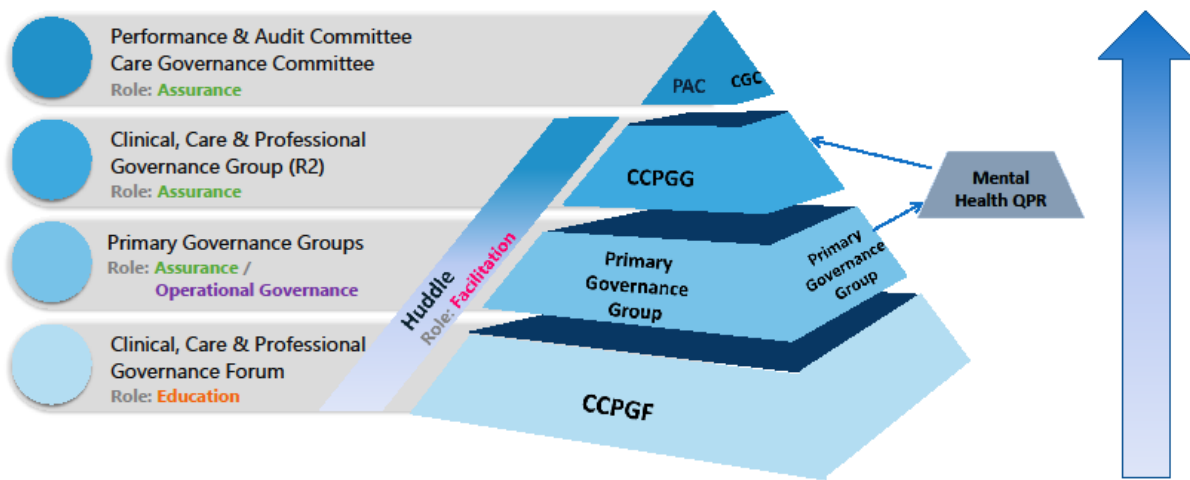 Performance & Audit Committee
Care Governance Committee
Role: Assurance
Clinical, Care & Professional
Governance Group (R2)
Role: Assurance
Primary Governance Groups
Role: Assurance /
Operational Governance
Clinical, Care & Professional
Governance Forum
Role: Education
Huddle
Role: Facilitation
PAC
CGC
CCPGG
Primary
Governance
Group
Primary
Governance
Group
CCPGF
Mental
Health QPR